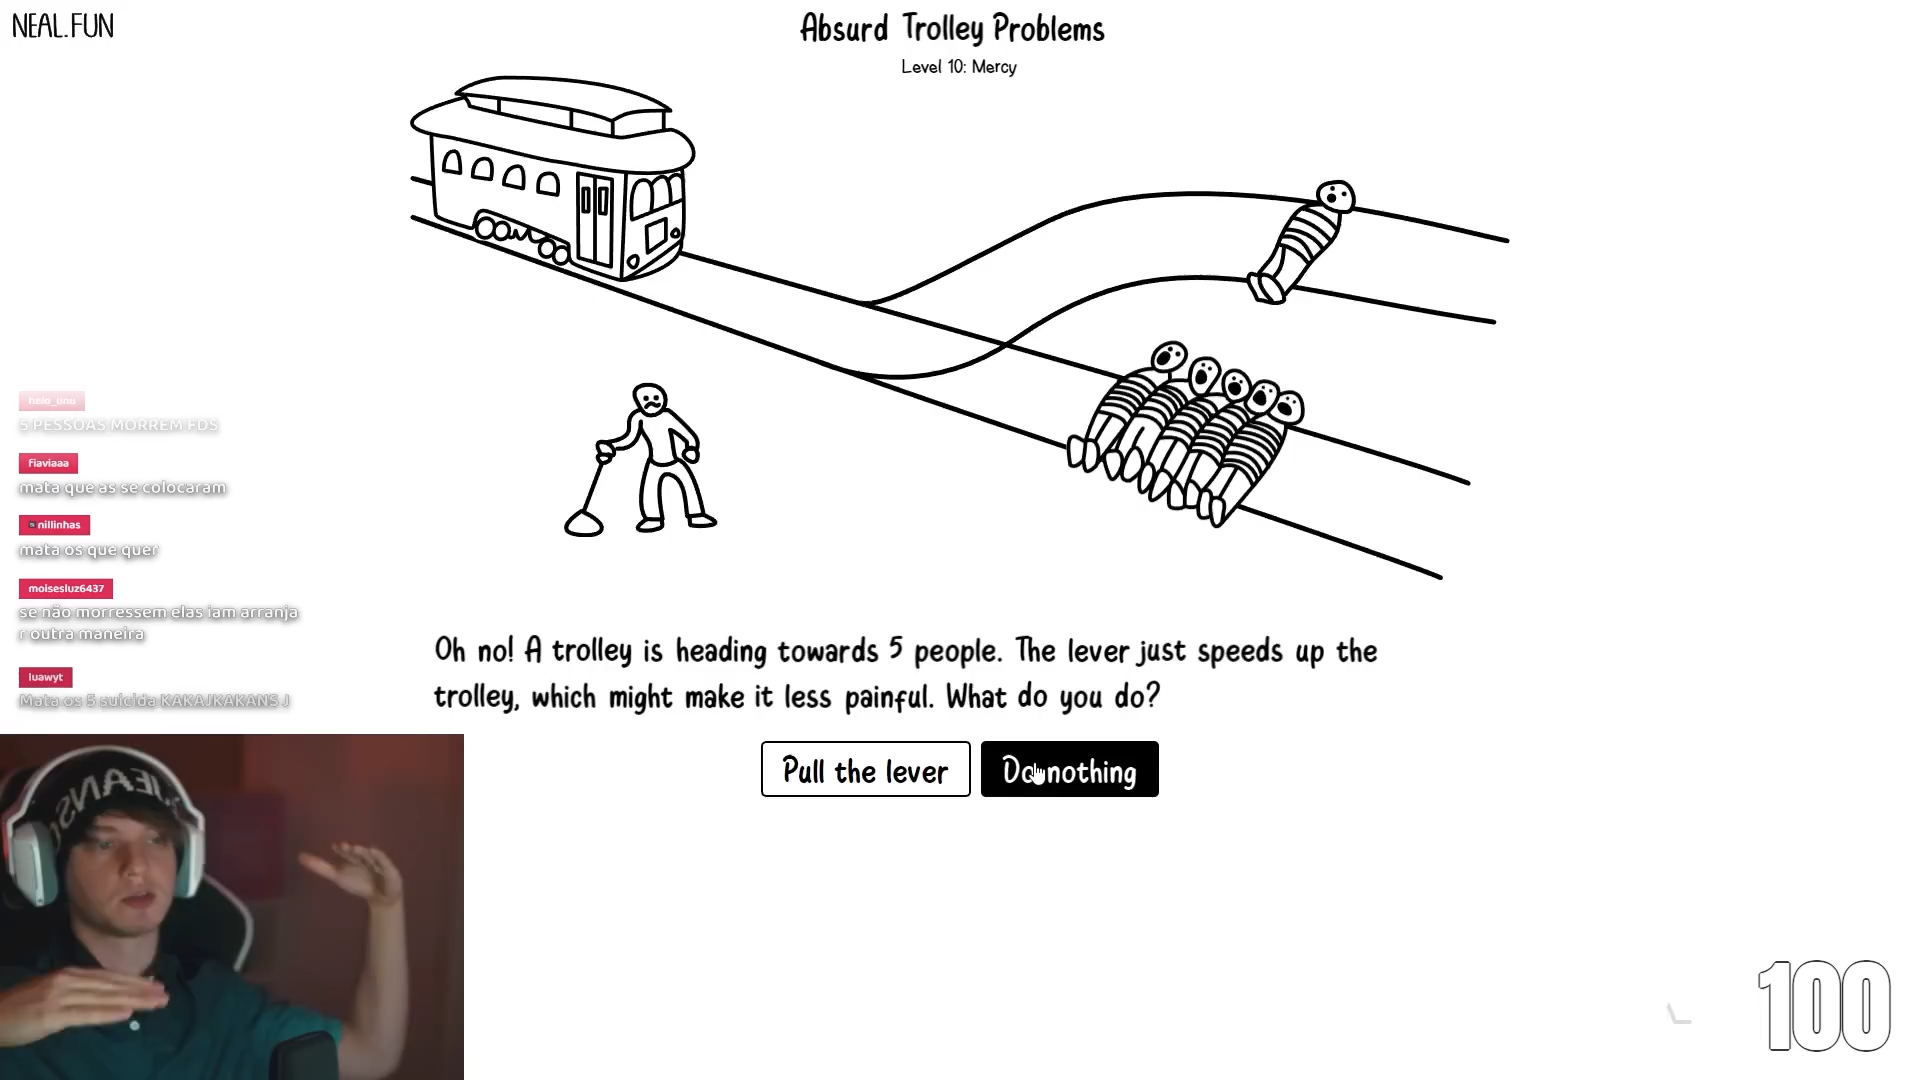 NEAL.FUN
Absurd Trolley Problems
Level 10: Mercy
heio_unu
5 PESSOAS MORREM FDS
fiaviaaa
mata que as se colocaram
nillinhas
mata os que quer
moisesluz6437
se não morressem elas iam arranja
r outra maneira
luawyt
Mata os 5 suicida KAKAJKAKANSJ
Oh no! A trolley is heading towards 5 people. The lever just speeds up the
trolley, which might make it less painful. What do you do?
Pull the lever
Do nothing
JEANS
100